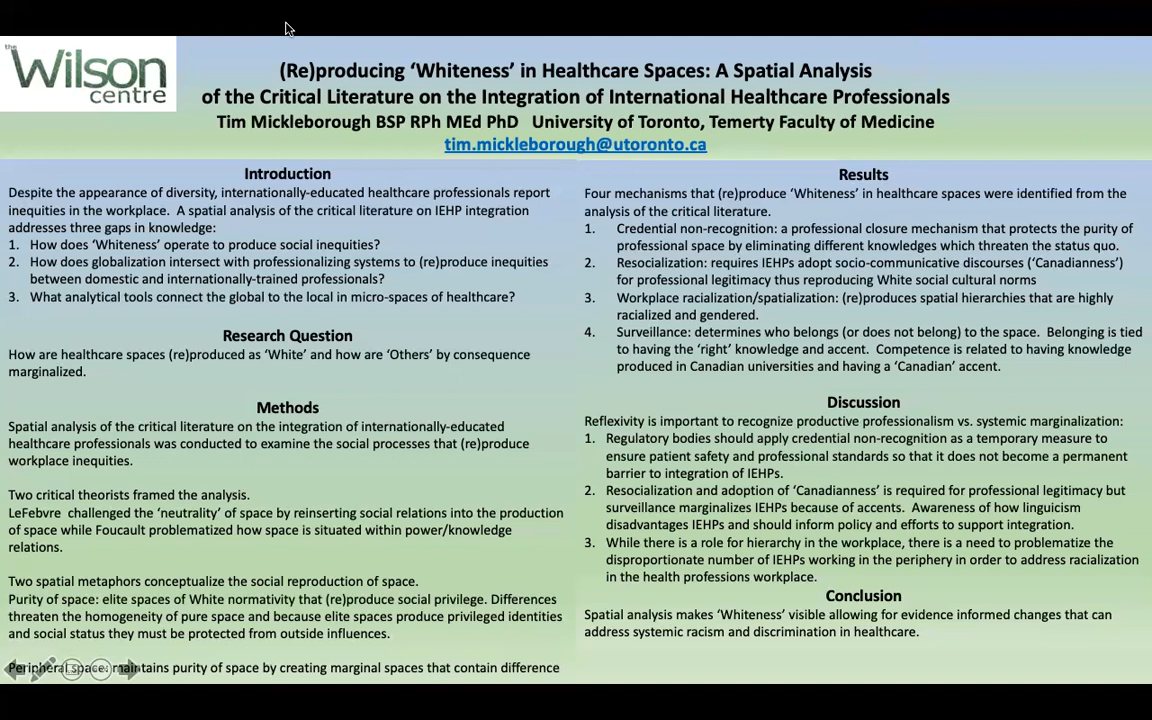 the
Wilson
centre
(Re)producing ‘Whiteness’ in Healthcare Spaces: A Spatial Analysis
of the Critical Literature on the Integration of International Healthcare Professionals
Tim Mickleborough BSP RPh MEd PhD University of Toronto, Temerty Faculty of Medicine
tim.mickleborough@utoronto.ca
Introduction
Despite the appearance of diversity, internationally-educated healthcare professionals report
inequities in the workplace. A spatial analysis of the critical literature on IEHP integration
addresses three gaps in knowledge:
1. How does ‘Whiteness’ operate to produce social inequities?
2. How does globalization intersect with professionalizing systems to (re)produce inequities
between domestic and internationally-trained professionals?
3. What analytical tools connect the global to the local in micro-spaces of healthcare?
Research Question
How are healthcare spaces (re)produced as ‘White’ and how are ‘Others’ by consequence
marginalized.
Methods
Spatial analysis of the critical literature on the integration of internationally-educated
healthcare professionals was conducted to examine the social processes that (re)produce
workplace inequities.
Two critical theorists framed the analysis.
LeFebvre challenged the ‘neutrality’ of space by reinserting social relations into the production
of space while Foucault problematized how space is situated within power/knowledge
relations.
Two spatial metaphors conceptualize the social reproduction of space.
Purity of space: elite spaces of White normativity that (re)produce social privilege. Differences
threaten the homogeneity of pure space and because elite spaces produce privileged identities
and social status they must be protected from outside influences.
Peripheral space: maintains purity of space by creating marginal spaces that contain difference
Results
Four mechanisms that (re)produce ‘Whiteness’ in healthcare spaces were identified from the
analysis of the critical literature.
1. Credential non-recognition: a professional closure mechanism that protects the purity of
professional space by eliminating different knowledges which threaten the status quo.
2. Resocialization: requires IEHPs adopt socio-communicative discourses (‘Canadianness’)
for professional legitimacy thus reproducing White social cultural norms
3. Workplace racialization/spatialization: (re)produces spatial hierarchies that are highly
racialized and gendered.
4. Surveillance: determines who belongs (or does not belong) to the space. Belonging is tied
to having the ‘right’ knowledge and accent. Competence is related to having knowledge
produced in Canadian universities and having a ‘Canadian’ accent.
Discussion
Reflexivity is important to recognize productive professionalism vs. systemic marginalization:
1. Regulatory bodies should apply credential non-recognition as a temporary measure to
ensure patient safety and professional standards so that it does not become a permanent
barrier to integration of IEHPs.
2. Resocialization and adoption of ‘Canadianness’ is required for professional legitimacy but
surveillance marginalizes IEHPs because of accents. Awareness of how linguicism
disadvantages IEHPs and should inform policy and efforts to support integration.
3. While there is a role for hierarchy in the workplace, there is a need to problematize the
disproportionate number of IEHPs working in the periphery in order to address racialization
in the health professions workplace.
Conclusion
Spatial analysis makes ‘Whiteness’ visible allowing for evidence informed changes that can
address systemic racism and discrimination in healthcare.